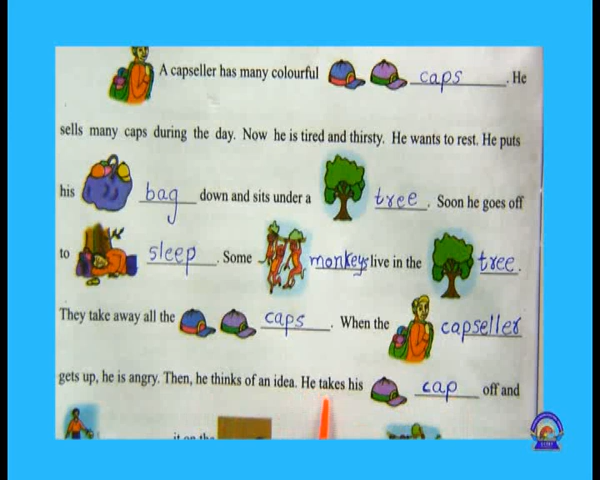 A capseller has many colourful caps. He
sells many caps during the day. Now he is tired and thirsty. He wants to rest. He puts
his bag down and sits under a tree. Soon he goes off
to sleep. Some monkeys live in the tree.
They take away all the caps. When the capseller
gets up, he is angry. Then, he thinks of an idea. He takes his cap off and
it on the